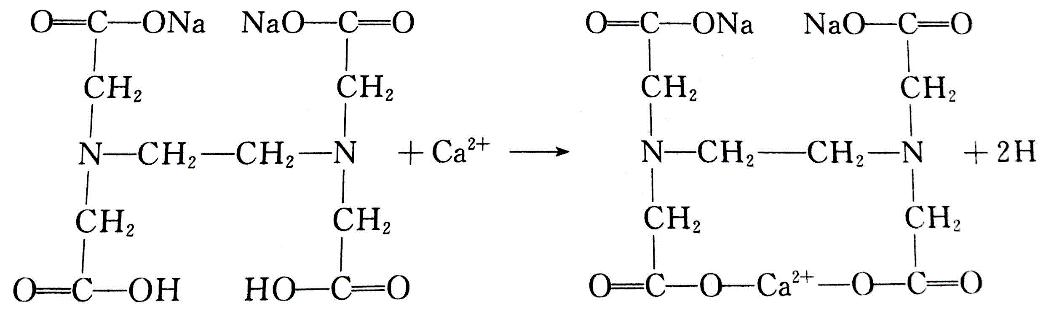 O=C—ONa NaO—C=O O=C—ONa NaO—C=O
CH₂ CH₂ CH₂ CH₂
N—CH₂—CH₂—N +Ca²⁺ ⟶ N—CH₂—CH₂—N +2H
CH₂ CH₂ CH₂ CH₂
O=C—OH HO—C=O O=C—O—Ca²⁺—O—C=O